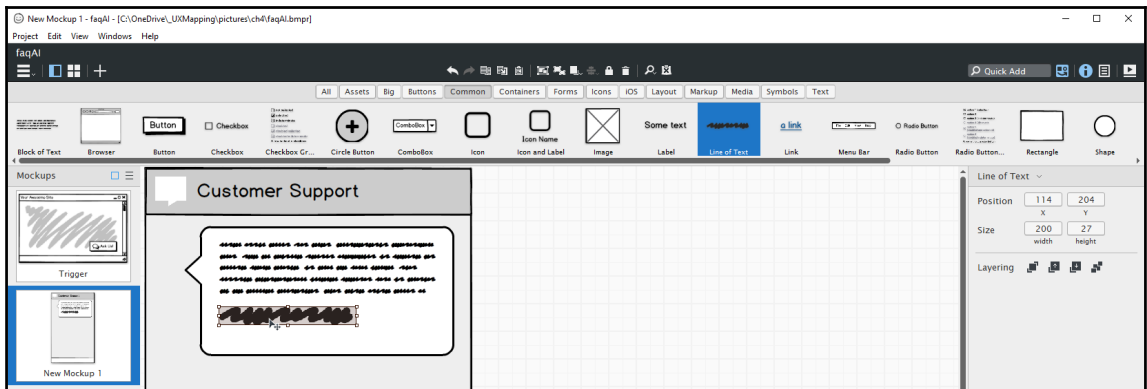 New Mockup 1 - faqAI - [C:\OneDrive\_UXMapping\pictures\ch4\faqAI.bmpr]
Project Edit View Windows Help
faqAI
Quick Add
All Assets Big Buttons Common Containers Forms Icons iOS Layout Markup Media Symbols Text
Button
Checkbox
ComboBox
Icon Name
Some text
a link
Radio Button
Block of Text Browser Button Checkbox Checkbox Gr... Circle Button ComboBox Icon Icon and Label Image Label Line of Text Link Menu Bar Radio Button Radio Button... Rectangle Shape
Mockups
Trigger
New Mockup 1
Customer Support
Line of Text
Position 114 204
X Y
Size 200 27
width height
Layering